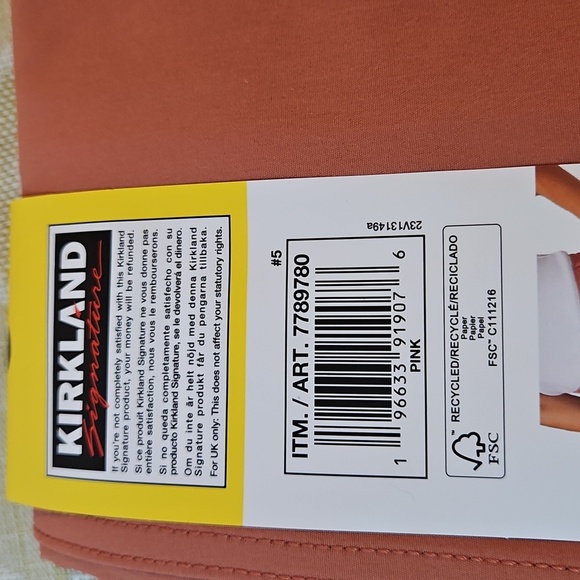 KIRKLAND
Signature
If you're not completely satisfied with this Kirkland
Signature product, your money will be refunded.
Si ce produit Kirkland Signature ne vous donne pas
entière satisfaction, nous vous le rembourserons.
Si no queda completamente satisfecho con su
producto Kirkland Signature, se le devolverá el dinero.
Om du inte är helt nöjd med denna Kirkland
Signature produkt får du pengarna tillbaka.
For UK only: This does not affect your statutory rights.
#5
ITM. / ART. 7789780
1 96633 91907 6
PINK
23V13149a
RECYCLED/RECYCLÉ/RECICLADO
Paper
Papier
Papel
FSC™ C111216
FSC